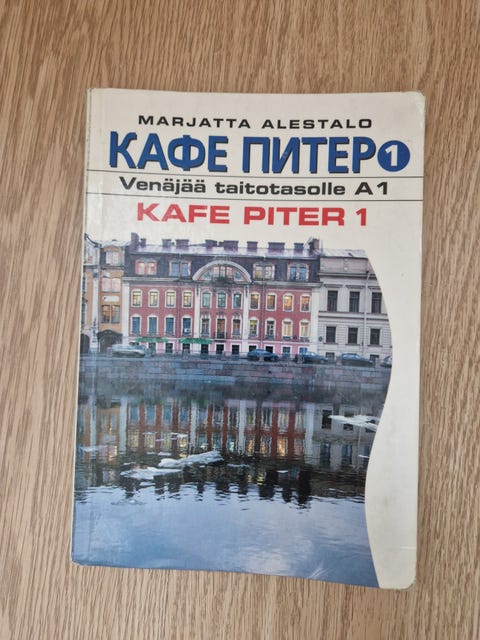 MARJATTA ALESTALO
КАФЕ ПИТЕР 1
Venäjää taitotasolle A1
KAFE PITER 1